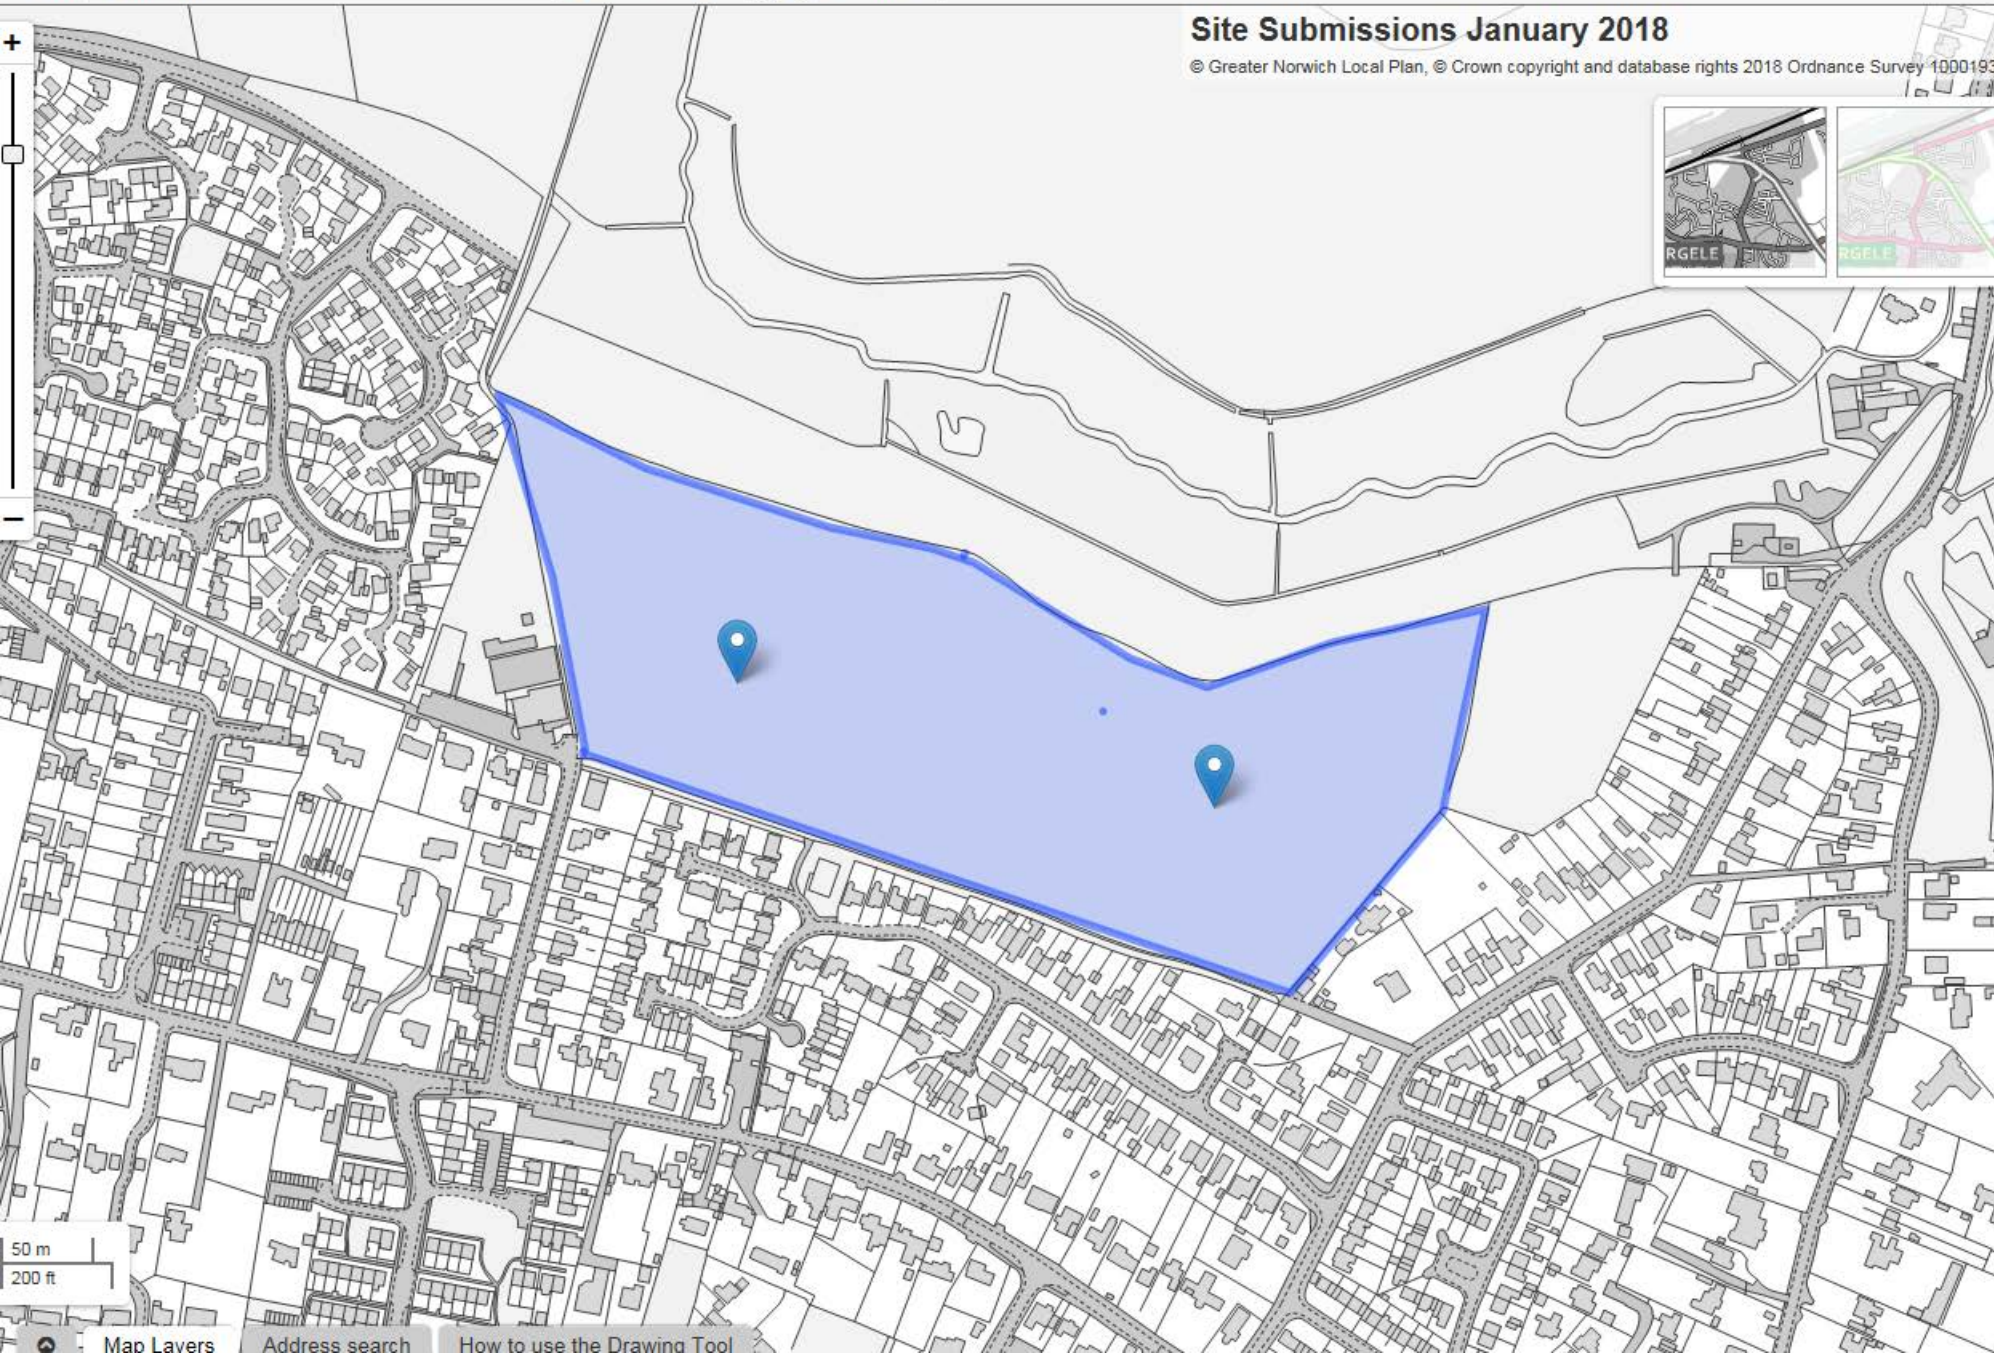 Site Submissions January 2018
© Greater Norwich Local Plan, © Crown copyright and database rights 2018 Ordnance Survey 1000193
+
RGELE
RGELE
–
50 m
200 ft
Map Layers
Address search
How to use the Drawing Tool